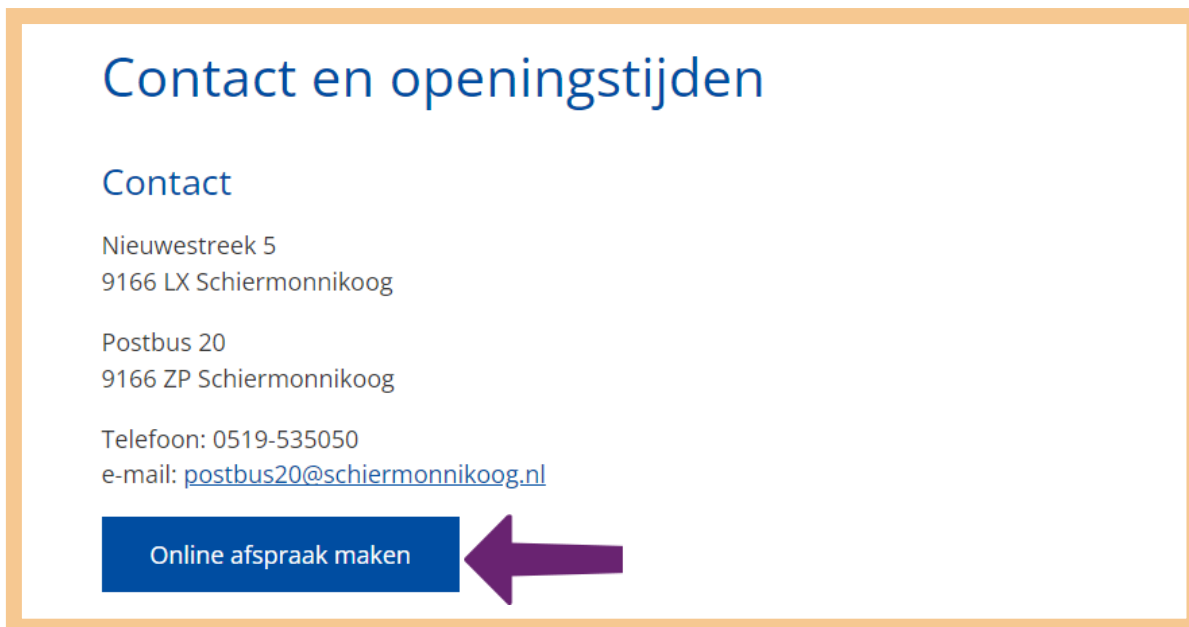 Contact en openingstijden
Contact
Nieuwestreek 5
9166 LX Schiermonnikoog
Postbus 20
9166 ZP Schiermonnikoog
Telefoon: 0519-535050
e-mail: postbus20@schiermonnikoog.nl
Online afspraak maken